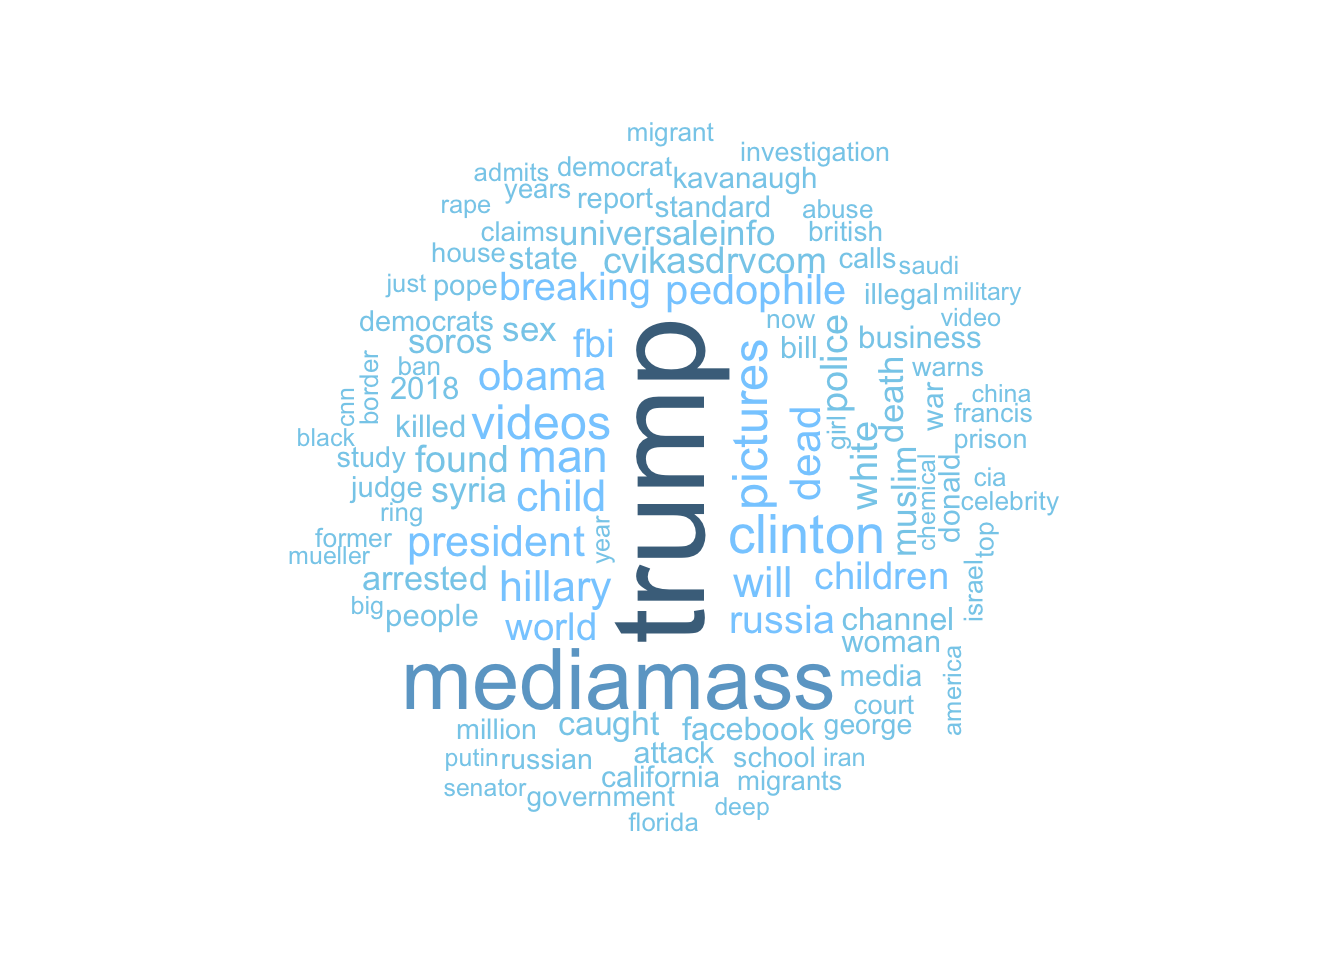 migrant
investigation
admits
democrat
kavanaugh
years
report
standard
rape
abuse
claims
universaleinfo
british
house
state
cvikasdrvcom
calls
saudi
just
pope
breaking
pedophile
illegal
military
democrats
sex
fbi
now
video
soros
bill
police
business
ban
obama
trump
pictures
death
warns
border
2018
war
china
cnn
killed
videos
dead
girl
white
francis
black
found
man
muslim
prison
study
chemical
donald
cia
judge
syria
child
celebrity
ring
year
clinton
top
former
president
mueller
arrested
hillary
will
children
israel
big
people
world
russia
channel
woman
mediamass
media
america
court
million
caught
facebook
george
putin
russian
attack
school
iran
senator
california
migrants
government
deep
florida